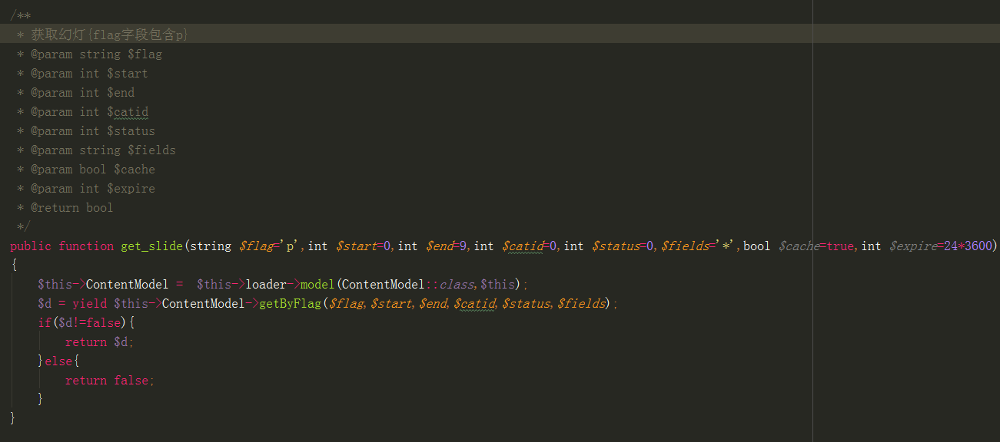 /**
 * 获取幻灯{flag字段包含p}
 * @param string $flag
 * @param int $start
 * @param int $end
 * @param int $catid
 * @param int $status
 * @param string $fields
 * @param bool $cache
 * @param int $expire
 * @return bool
 */
public function get_slide(string $flag='p',int $start=0,int $end=9,int $catid=0,int $status=0,$fields='*',bool $cache=true,int $expire=24*3600)
{
    $this->ContentModel =  $this->loader->model(ContentModel::class,$this);
    $d = yield $this->ContentModel->getByFlag($flag,$start,$end,$catid,$status,$fields);
    if($d!=false){
        return $d;
    }else{
        return false;
    }
}